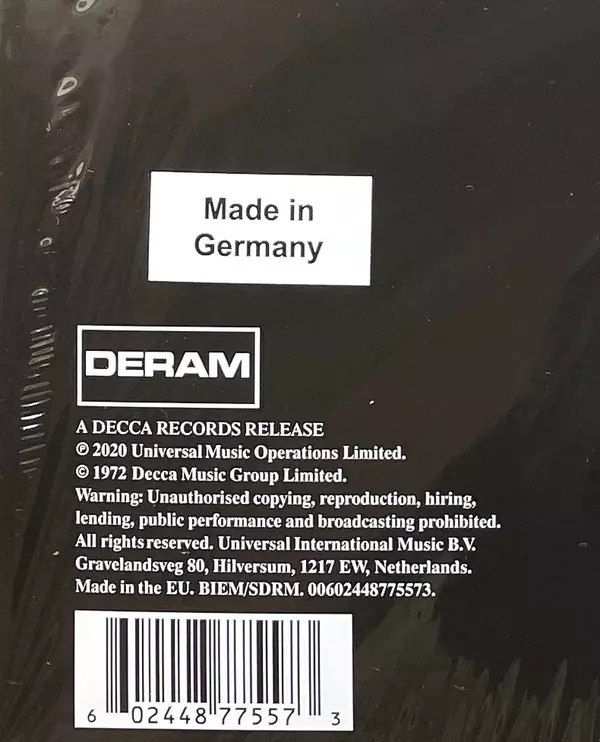 Made in
Germany
DERAM
A DECCA RECORDS RELEASE
℗ 2020 Universal Music Operations Limited.
© 1972 Decca Music Group Limited.
Warning: Unauthorised copying, reproduction, hiring,
lending, public performance and broadcasting prohibited.
All rights reserved. Universal International Music B.V.
Gravelandsveg 80, Hilversum, 1217 EW, Netherlands.
Made in the EU. BIEM/SDRM. 00602448775573.
6 02448 77557 3